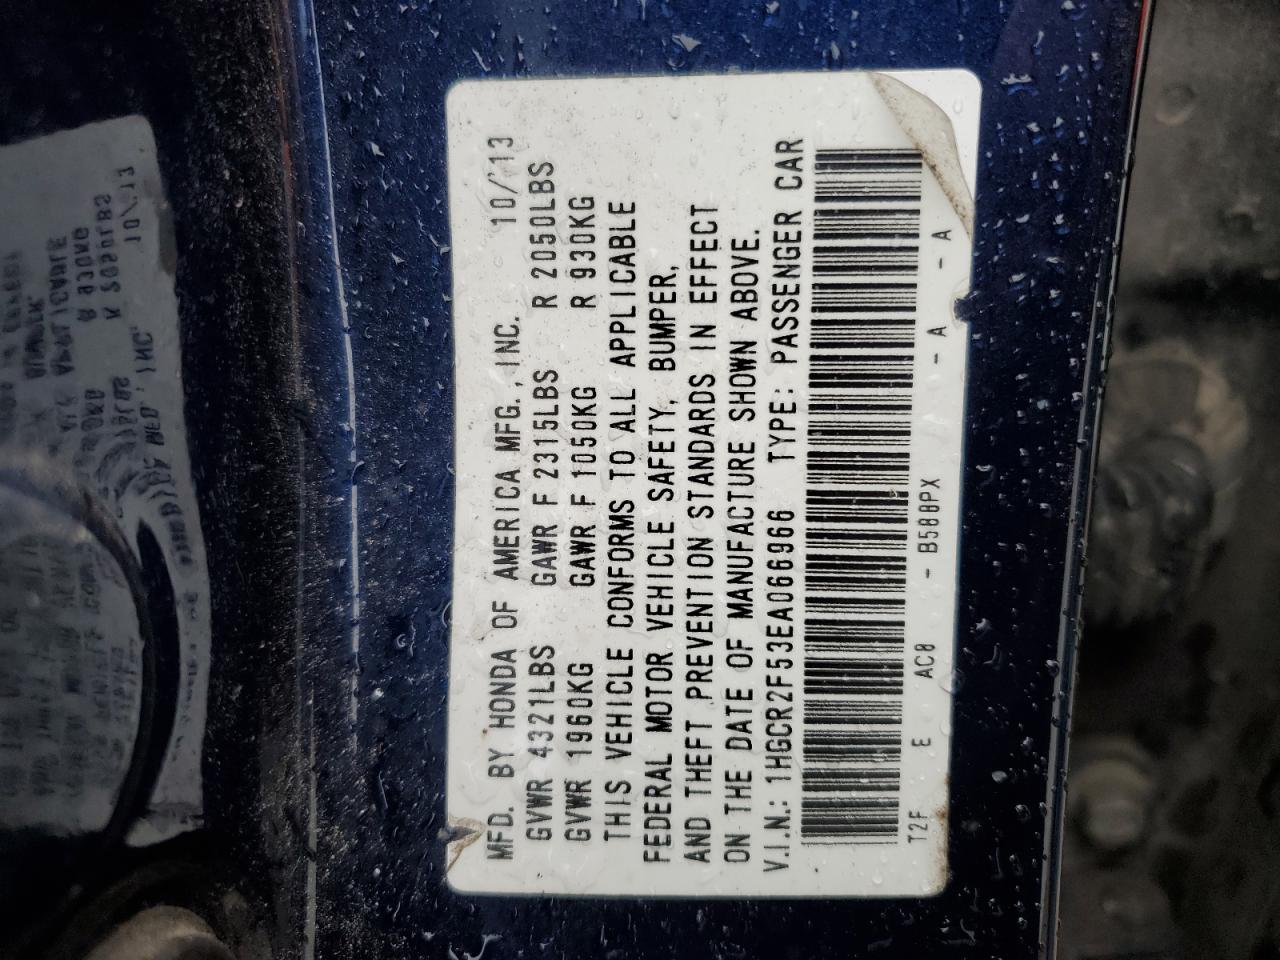 MFD. BY HONDA OF AMERICA MFG., INC. 10/'13
GVWR 4321LBS GAWR F 2315LBS R 2050LBS
GVWR 1960KG GAWR F 1050KG R 930KG
THIS VEHICLE CONFORMS TO ALL APPLICABLE
FEDERAL MOTOR VEHICLE SAFETY, BUMPER,
AND THEFT PREVENTION STANDARDS IN EFFECT
ON THE DATE OF MANUFACTURE SHOWN ABOVE.
V.I.N.: 1HGCR2F53EA066966 TYPE: PASSENGER CAR
T2F E AC0 - B588PX - A - A